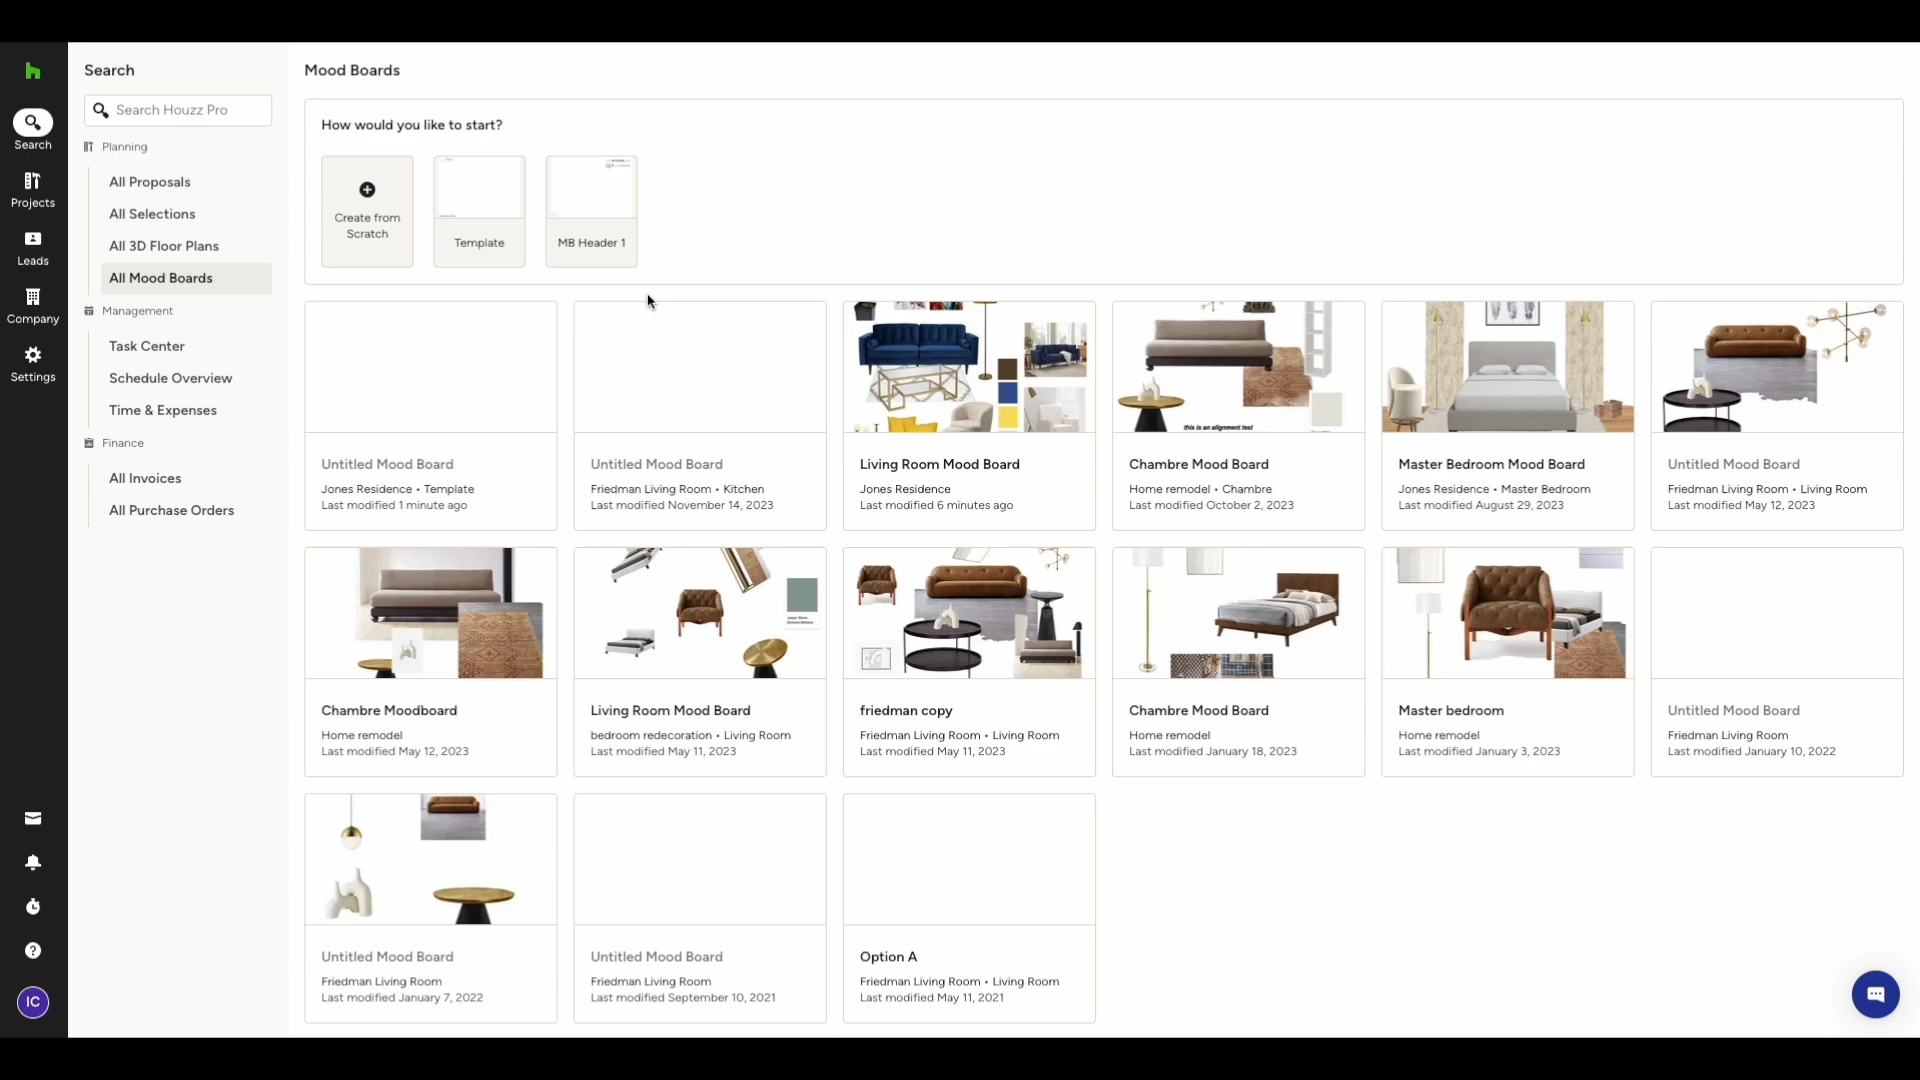 Search
Projects
Leads
Company
Settings
IC
Search
Search Houzz Pro
Planning
All Proposals
All Selections
All 3D Floor Plans
All Mood Boards
Management
Task Center
Schedule Overview
Time & Expenses
Finance
All Invoices
All Purchase Orders
Mood Boards
How would you like to start?
Create from
Scratch
Template
MB Header 1
Untitled Mood Board
Jones Residence • Template
Last modified 1 minute ago
Untitled Mood Board
Friedman Living Room • Kitchen
Last modified November 14, 2023
Living Room Mood Board
Jones Residence
Last modified 6 minutes ago
this is an alignment test
Chambre Mood Board
Home remodel • Chambre
Last modified October 2, 2023
Master Bedroom Mood Board
Jones Residence • Master Bedroom
Last modified August 29, 2023
Untitled Mood Board
Friedman Living Room • Living Room
Last modified May 12, 2023
Chambre Moodboard
Home remodel
Last modified May 12, 2023
Living Room Mood Board
bedroom redecoration • Living Room
Last modified May 11, 2023
friedman copy
Friedman Living Room • Living Room
Last modified May 11, 2023
Chambre Mood Board
Home remodel
Last modified January 18, 2023
Master bedroom
Home remodel
Last modified January 3, 2023
Untitled Mood Board
Friedman Living Room
Last modified January 10, 2022
Untitled Mood Board
Friedman Living Room
Last modified January 7, 2022
Untitled Mood Board
Friedman Living Room
Last modified September 10, 2021
Option A
Friedman Living Room • Living Room
Last modified May 11, 2021